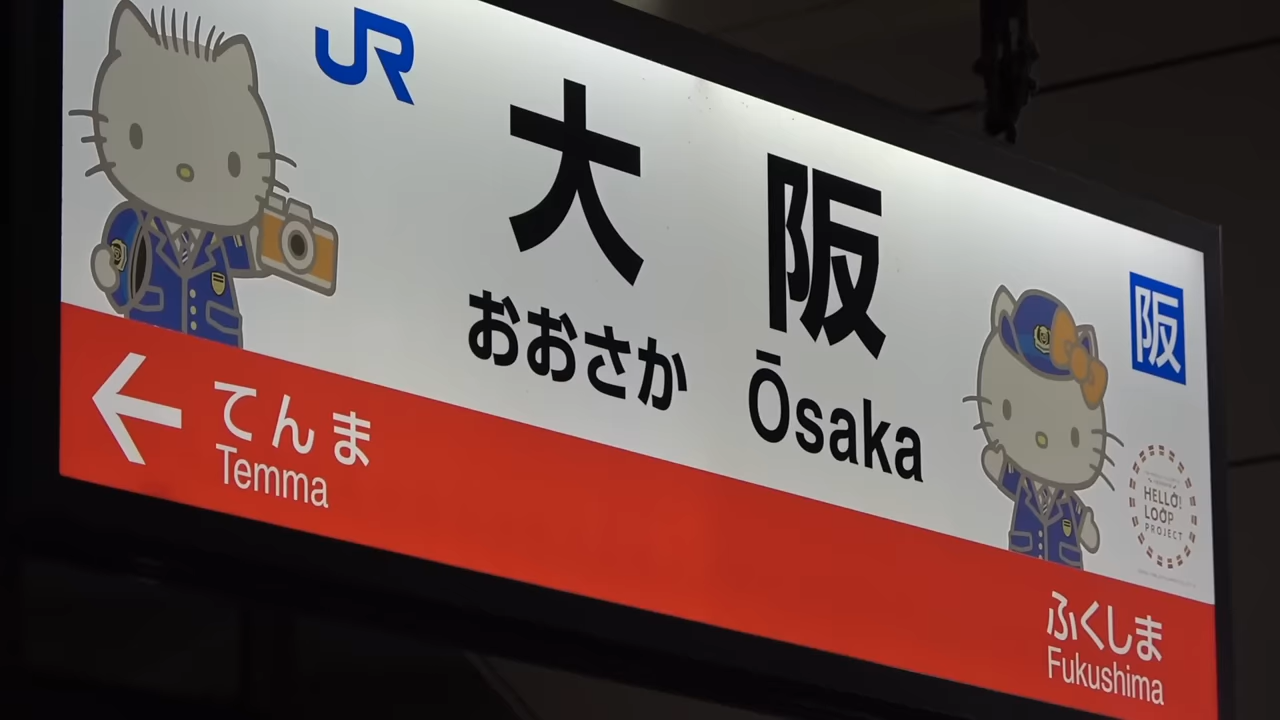 JR
大阪
おおさか Ōsaka
阪
HELLO!
LOOP
PROJECT
てんま
Temma
ふくしま
Fukushima